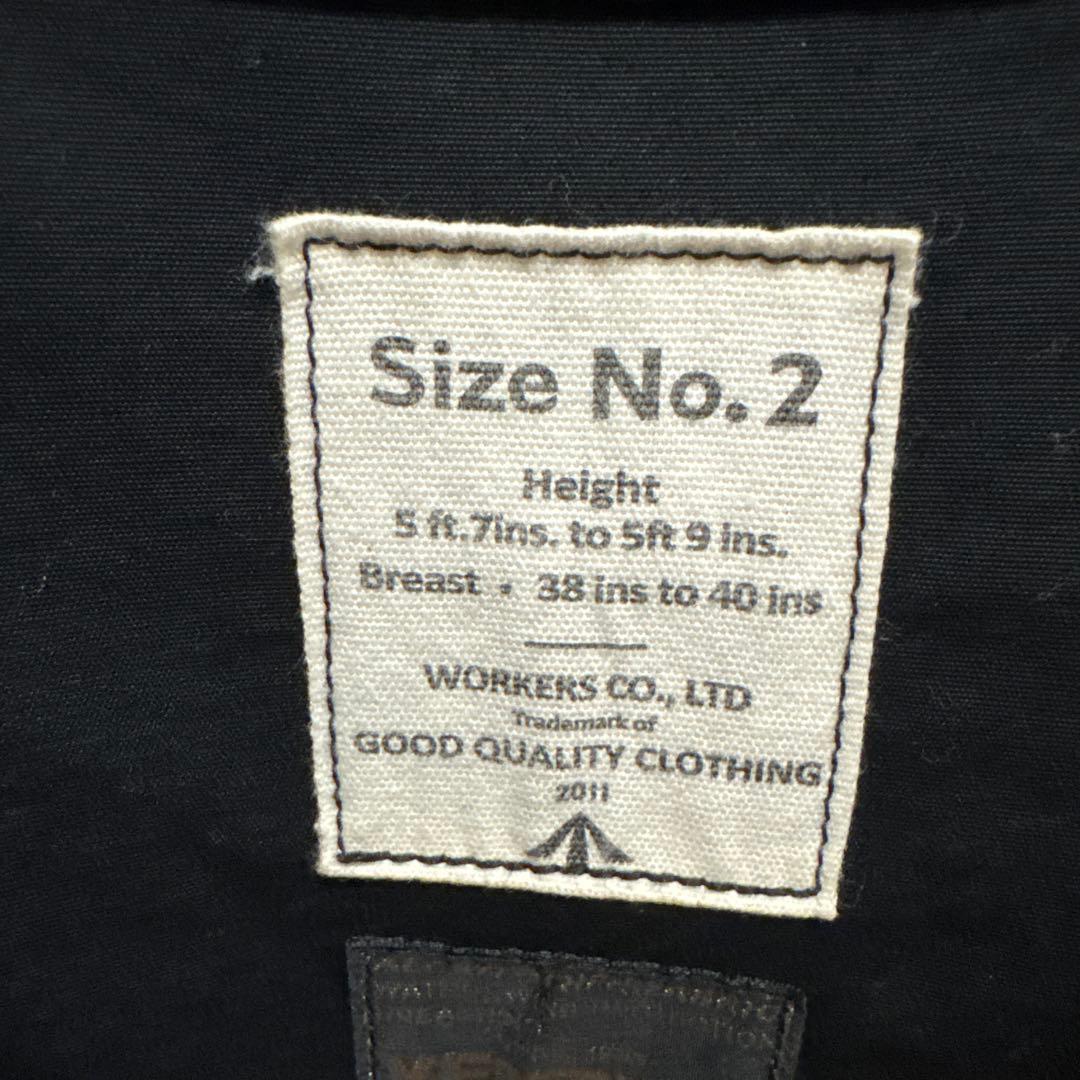 Size No. 2
Height
5 ft.7ins. to 5ft 9 ins.
Breast • 38 ins to 40 ins
WORKERS CO., LTD
Trademark of
GOOD QUALITY CLOTHING
2011